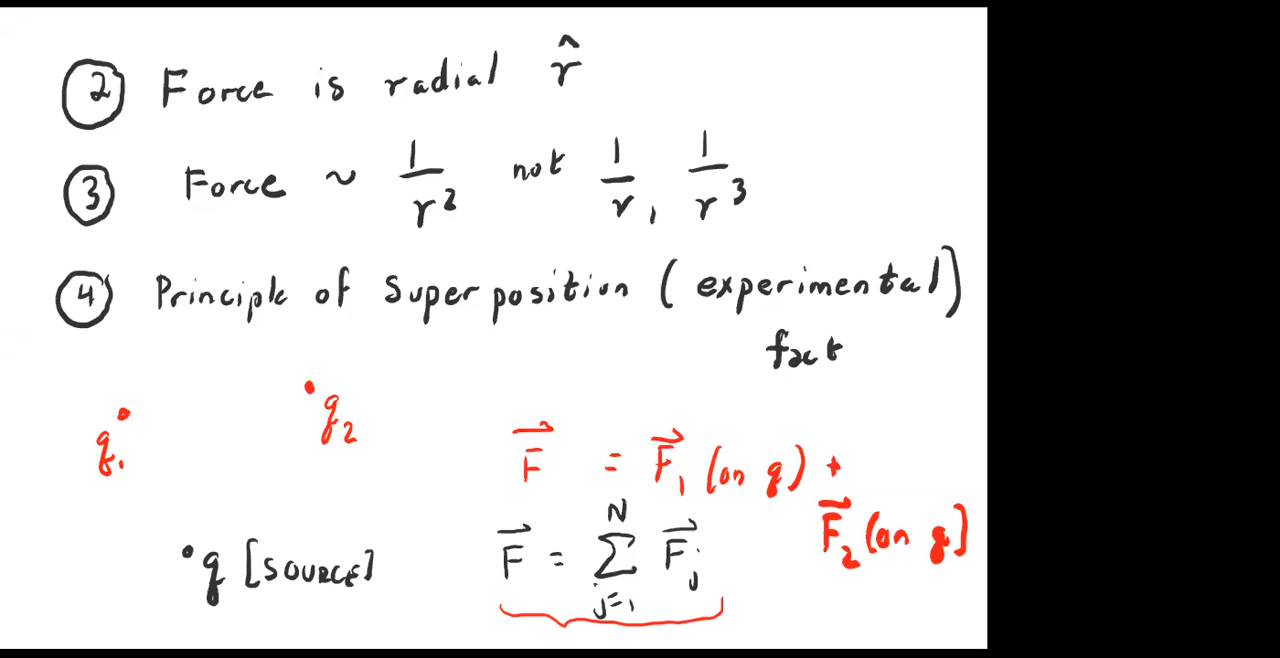 ② Force is radial r̂
③ Force ~ 1/r² not 1/r, 1/r³
④ Principle of Superposition (experimental)
fact
q₁
q₂
F⃗ = F⃗₁ (on q) +
F⃗₂ (on q]
q [SOURCE]
F⃗ = ∑_{j=1}^{N} F⃗_j